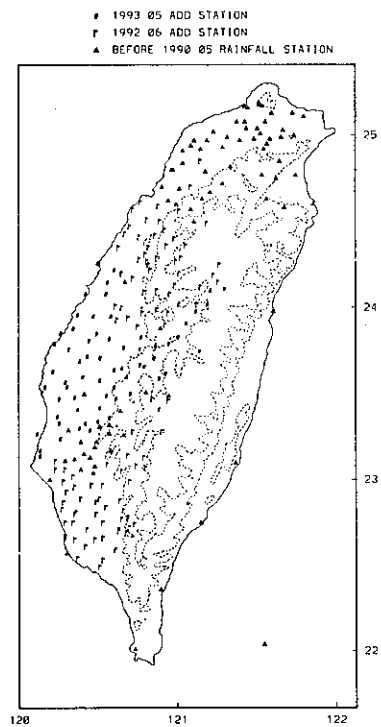 1993 05 ADD STATION
1992 06 ADD STATION
BEFORE 1990 05 RAINFALL STATION
25
24
23
22
120
121
122